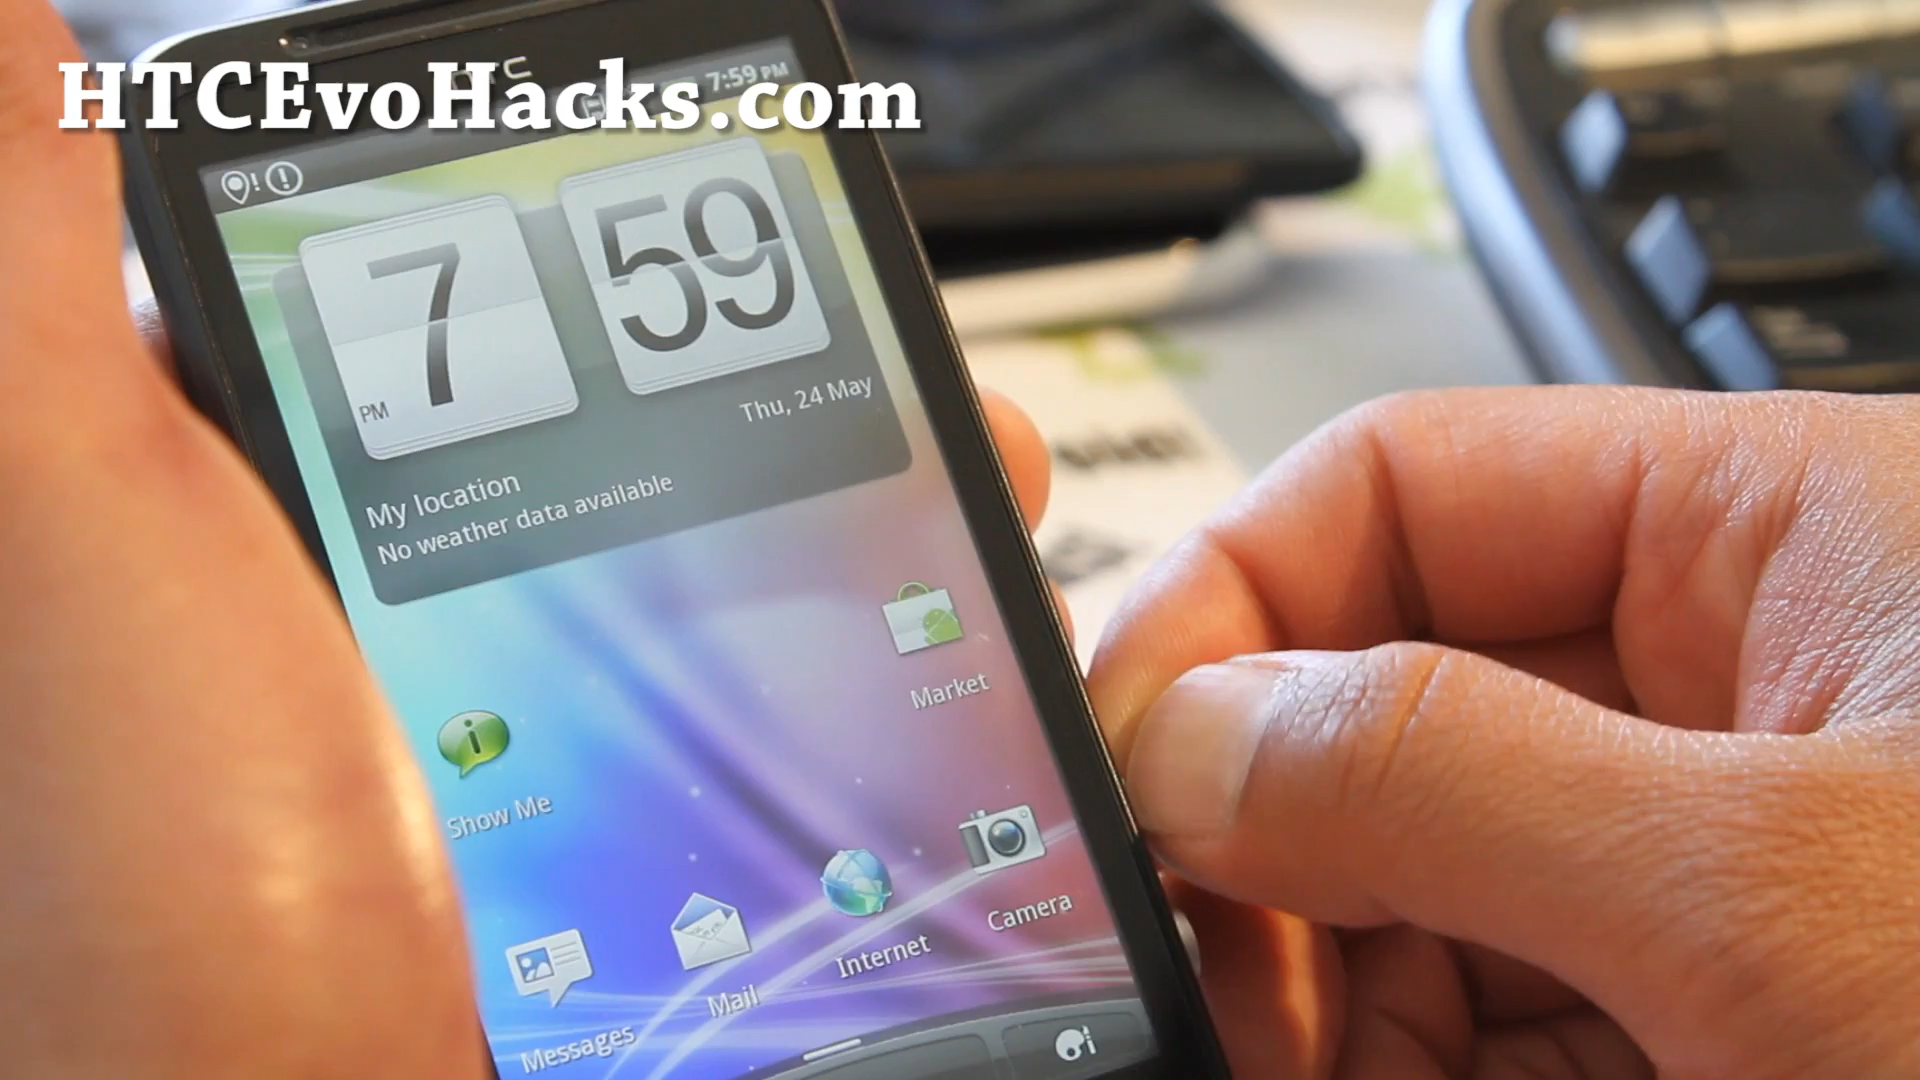 HTCEvoHacks.com
7:59 PM
7 59
PM
Thu, 24 May
My location
No weather data available
Market
Show Me
Camera
Internet
Mail
Messages